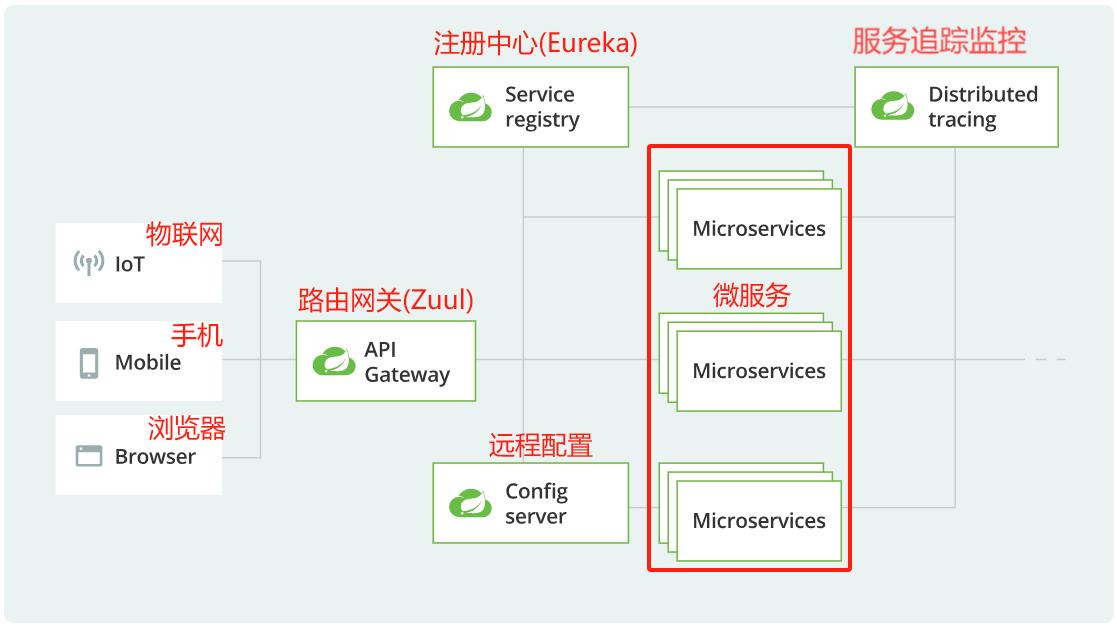 注册中心(Eureka)
Service
registry
服务追踪监控
Distributed
tracing
物联网
IoT
手机
Mobile
浏览器
Browser
路由网关(Zuul)
API
Gateway
远程配置
Config
server
Microservices
微服务
Microservices
Microservices